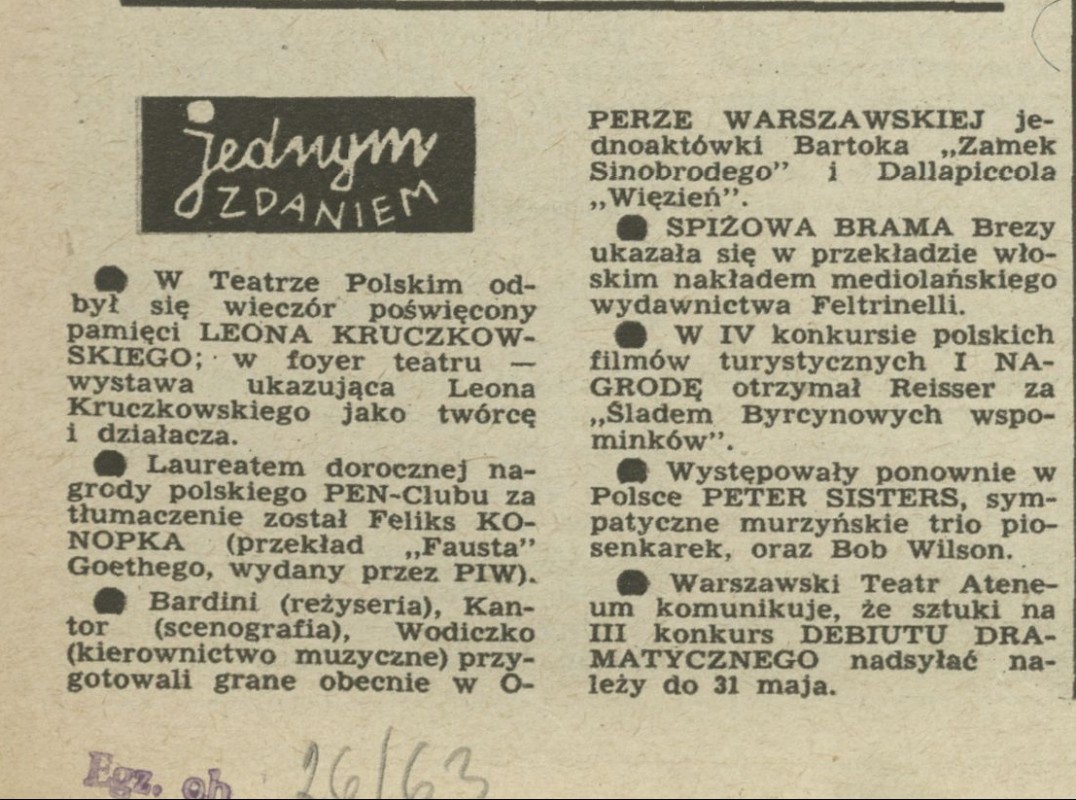 jednym
ZDANIEM
● W Teatrze Polskim od-
był się wieczór poświęcony
pamięci LEONA KRUCZKOW-
SKIEGO; w foyer teatru —
wystawa ukazująca Leona
Kruczkowskiego jako twórcę
i działacza.
● Laureatem dorocznej na-
grody polskiego PEN-Clubu za
tłumaczenie został Feliks KO-
NOPKA (przekład „Fausta”
Goethego, wydany przez PIW).
● Bardini (reżyseria), Kan-
tor (scenografia), Wodiczko
(kierownictwo muzyczne) przy-
gotowali grane obecnie w O-
PERZE WARSZAWSKIEJ je-
dnoaktówki Bartoka „Zamek
Sinobrodego” i Dallapiccola
„Więzień”.
● SPIŻOWA BRAMA Brezy
ukazała się w przekładzie wło-
skim nakładem mediolańskiego
wydawnictwa Feltrinelli.
● W IV konkursie polskich
filmów turystycznych I NA-
GRODĘ otrzymał Reisser za
„Śladem Byrcynowych wspo-
minków”.
● Występowały ponownie w
Polsce PETER SISTERS, sym-
patyczne murzyńskie trio pio-
senkarek, oraz Bob Wilson.
● Warszawski Teatr Atene-
um komunikuje, że sztuki na
III konkurs DEBIUTU DRA-
MATYCZNEGO nadsyłać na-
leży do 31 maja.
Egz. ob
26/63